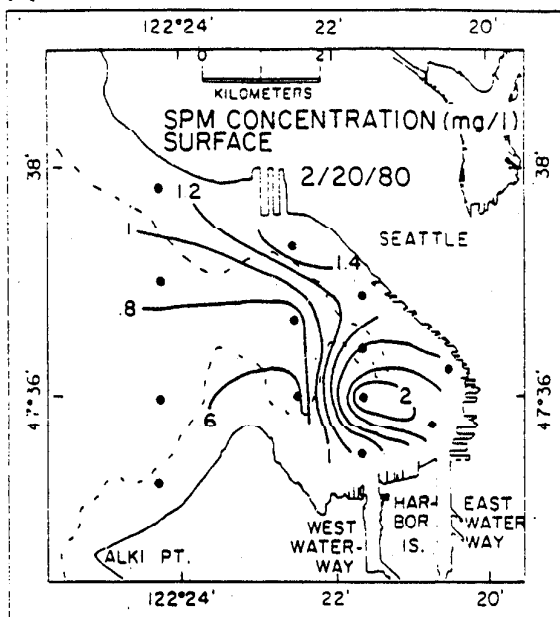 122°24' 22' 20'
0 2
KILOMETERS
SPM CONCENTRATION (mg/l)
SURFACE
2/20/80
38' 38'
1.2
SEATTLE
1
1.4
.8
47°36' 47°36'
2
.6
1
WEST WATER-WAY
HAR-BOR IS.
EAST WATER WAY
ALKI PT.
122°24' 22' 20'